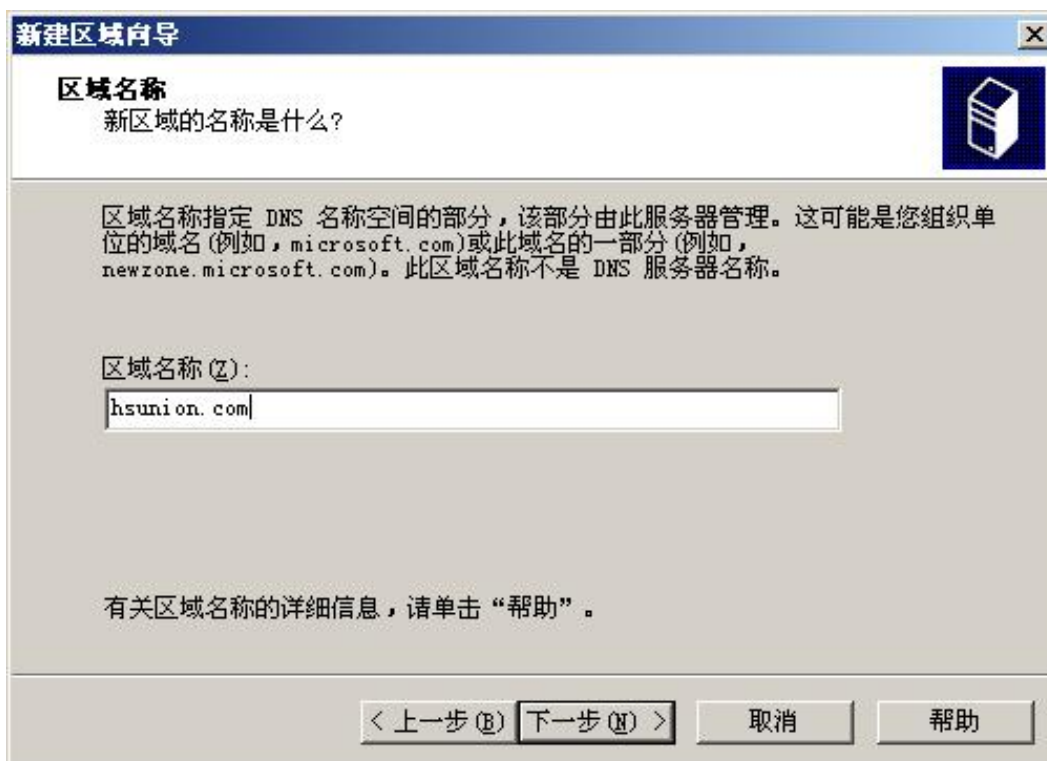 新建区域向导
区域名称
新区域的名称是什么?
区域名称指定 DNS 名称空间的部分，该部分由此服务器管理。这可能是您组织单
位的域名(例如，microsoft.com)或此域名的一部分(例如，
newzone.microsoft.com)。此区域名称不是 DNS 服务器名称。
区域名称(Z):
hsunion.com
有关区域名称的详细信息，请单击“帮助”。
< 上一步(B) 下一步(N) > 取消 帮助